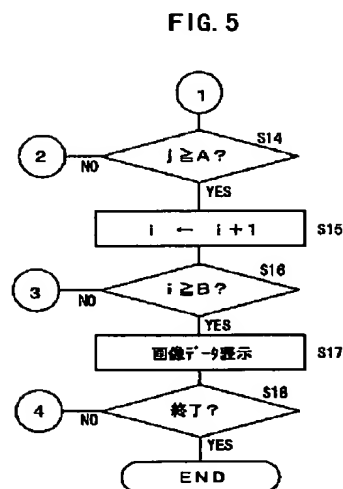 FIG. 5
1
S14
j≧A?
2
NO
YES
i ← i+1
S15
S16
i≧B?
3
NO
YES
画像データ表示
S17
S18
終了?
4
NO
YES
END